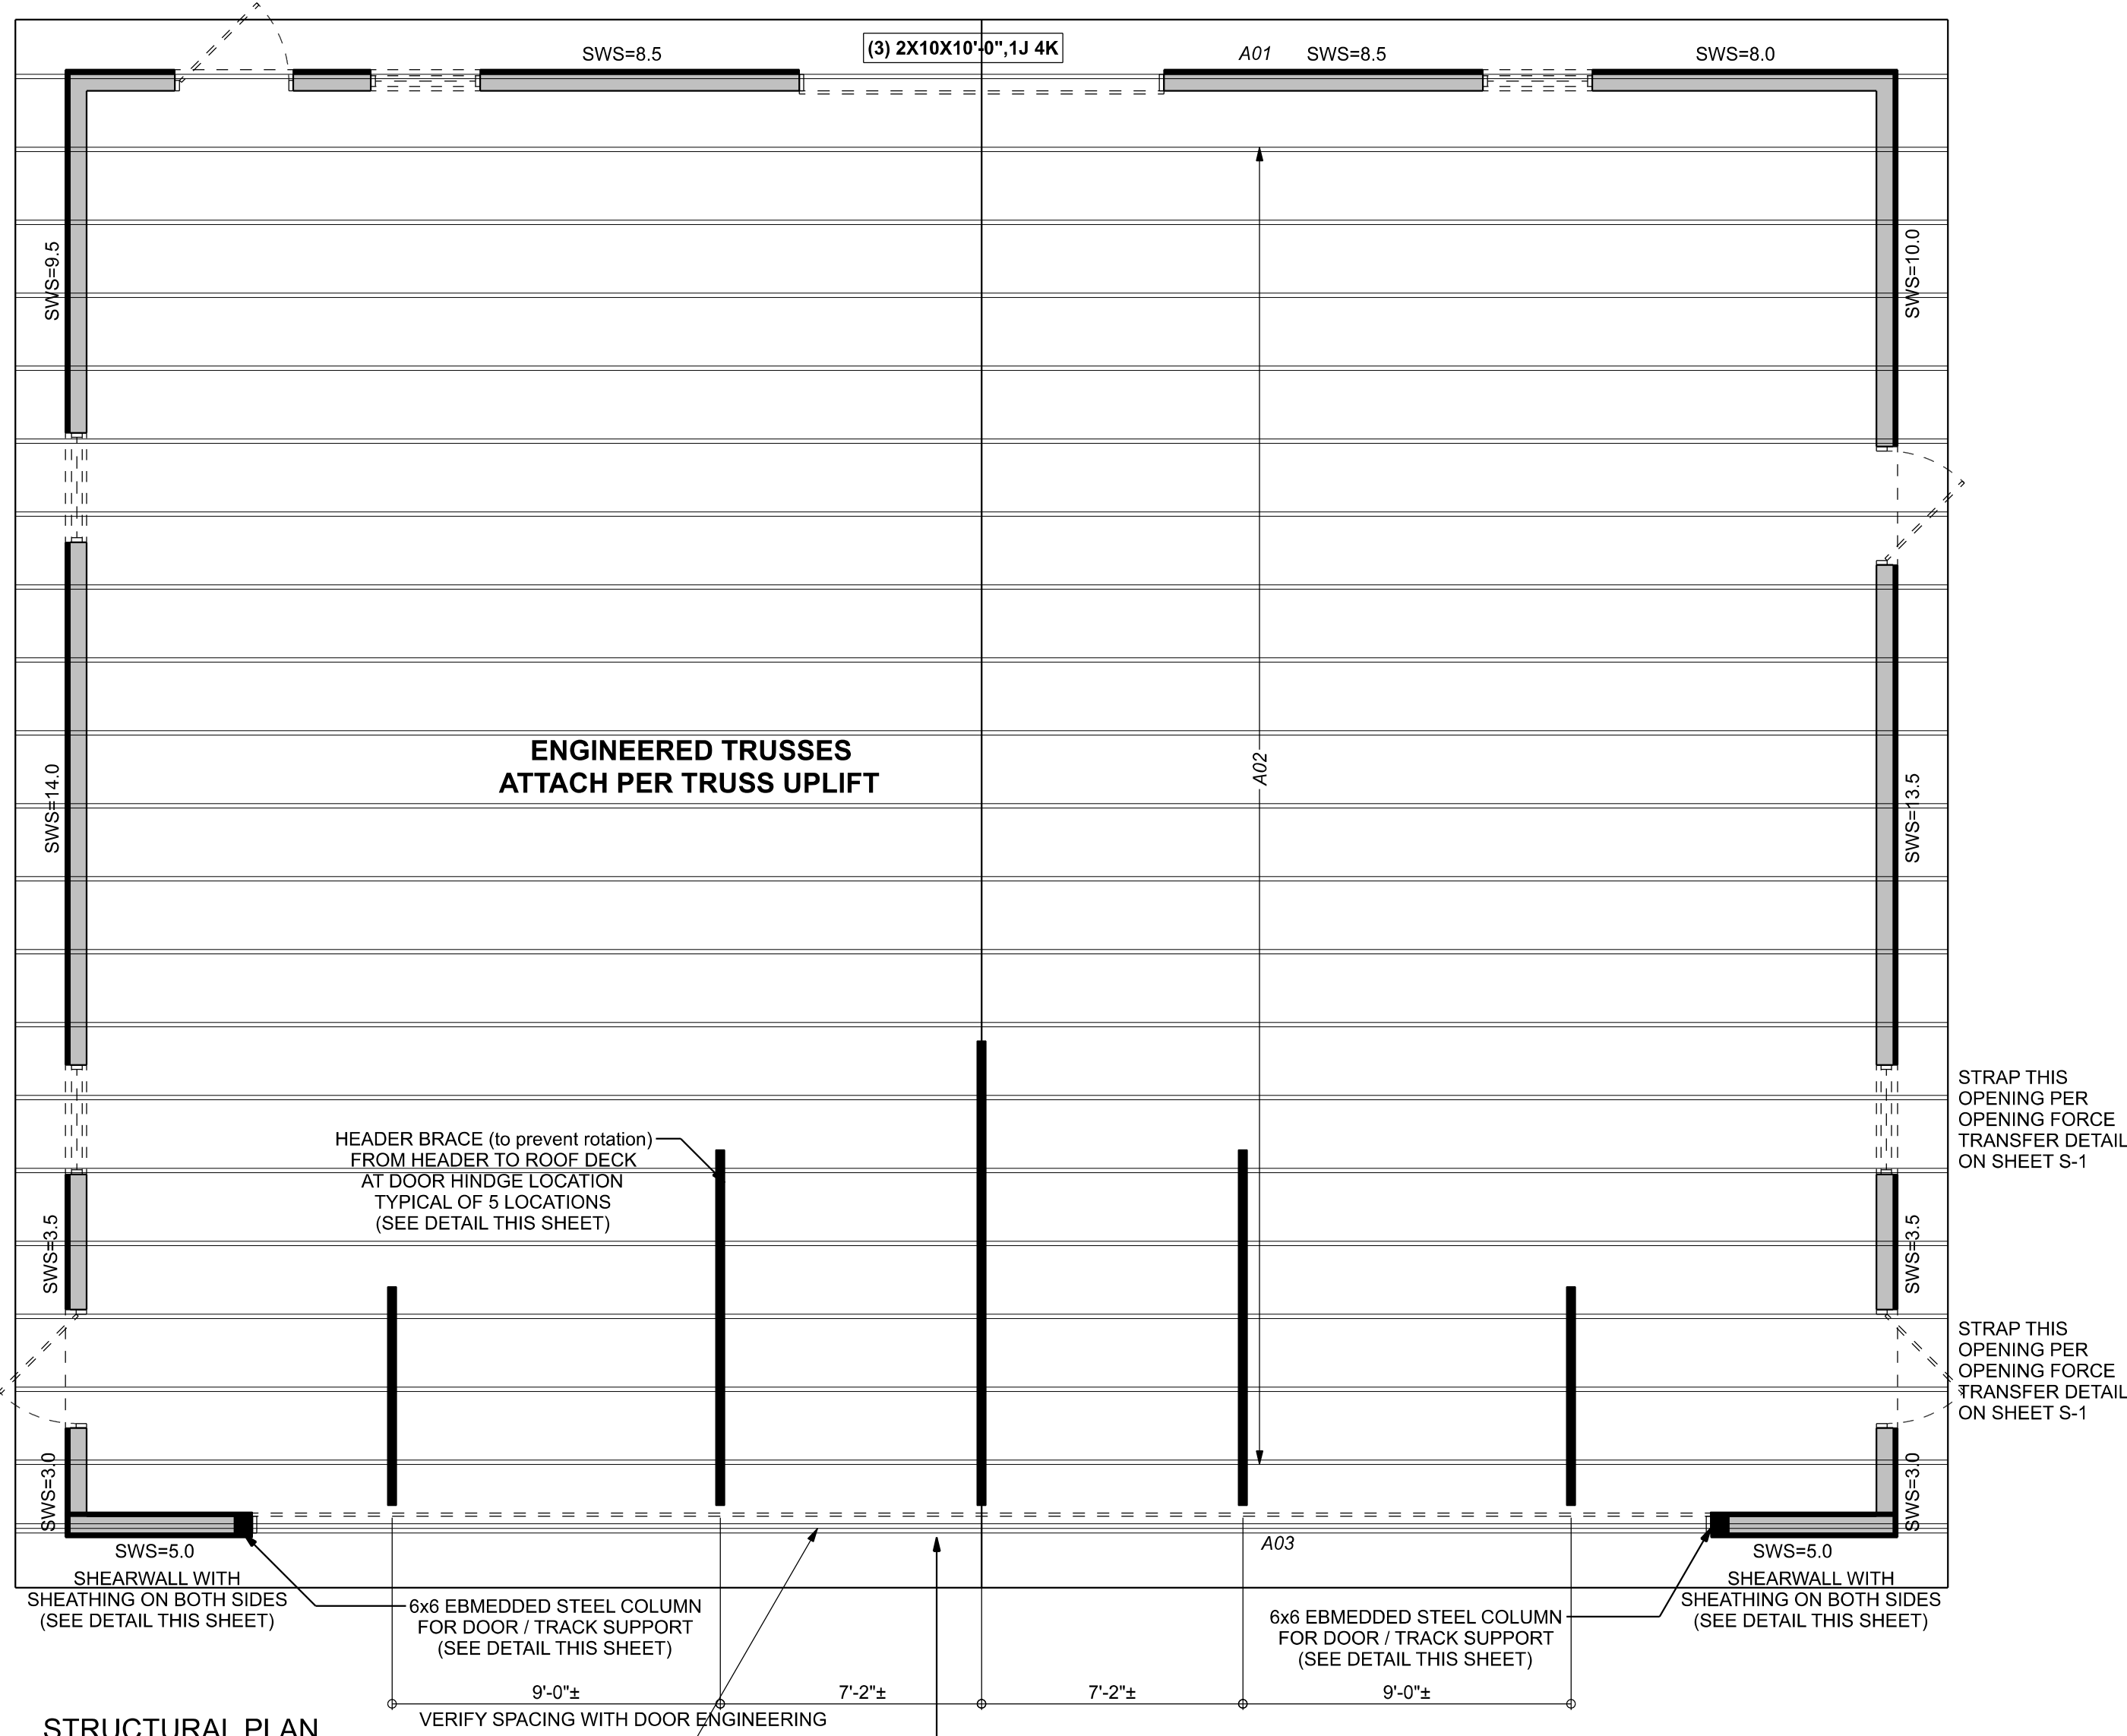 SWS=8.5
(3) 2X10X10'-0",1J 4K
A01
SWS=8.5
SWS=8.0
SWS=9.5
SWS=10.0
ENGINEERED TRUSSES
ATTACH PER TRUSS UPLIFT
A02
SWS=14.0
SWS=13.5
STRAP THIS
OPENING PER
OPENING FORCE
TRANSFER DETAIL
ON SHEET S-1
HEADER BRACE (to prevent rotation)
FROM HEADER TO ROOF DECK
AT DOOR HINDGE LOCATION
TYPICAL OF 5 LOCATIONS
(SEE DETAIL THIS SHEET)
SWS=3.5
SWS=3.5
STRAP THIS
OPENING PER
OPENING FORCE
TRANSFER DETAIL
ON SHEET S-1
SWS=3.0
SWS=3.0
A03
SWS=5.0
SHEARWALL WITH
SHEATHING ON BOTH SIDES
(SEE DETAIL THIS SHEET)
6x6 EBMEDDED STEEL COLUMN
FOR DOOR / TRACK SUPPORT
(SEE DETAIL THIS SHEET)
6x6 EBMEDDED STEEL COLUMN
FOR DOOR / TRACK SUPPORT
(SEE DETAIL THIS SHEET)
SWS=5.0
SHEARWALL WITH
SHEATHING ON BOTH SIDES
(SEE DETAIL THIS SHEET)
9'-0"±
7'-2"±
7'-2"±
9'-0"±
VERIFY SPACING WITH DOOR ENGINEERING
STRUCTURAL PLAN